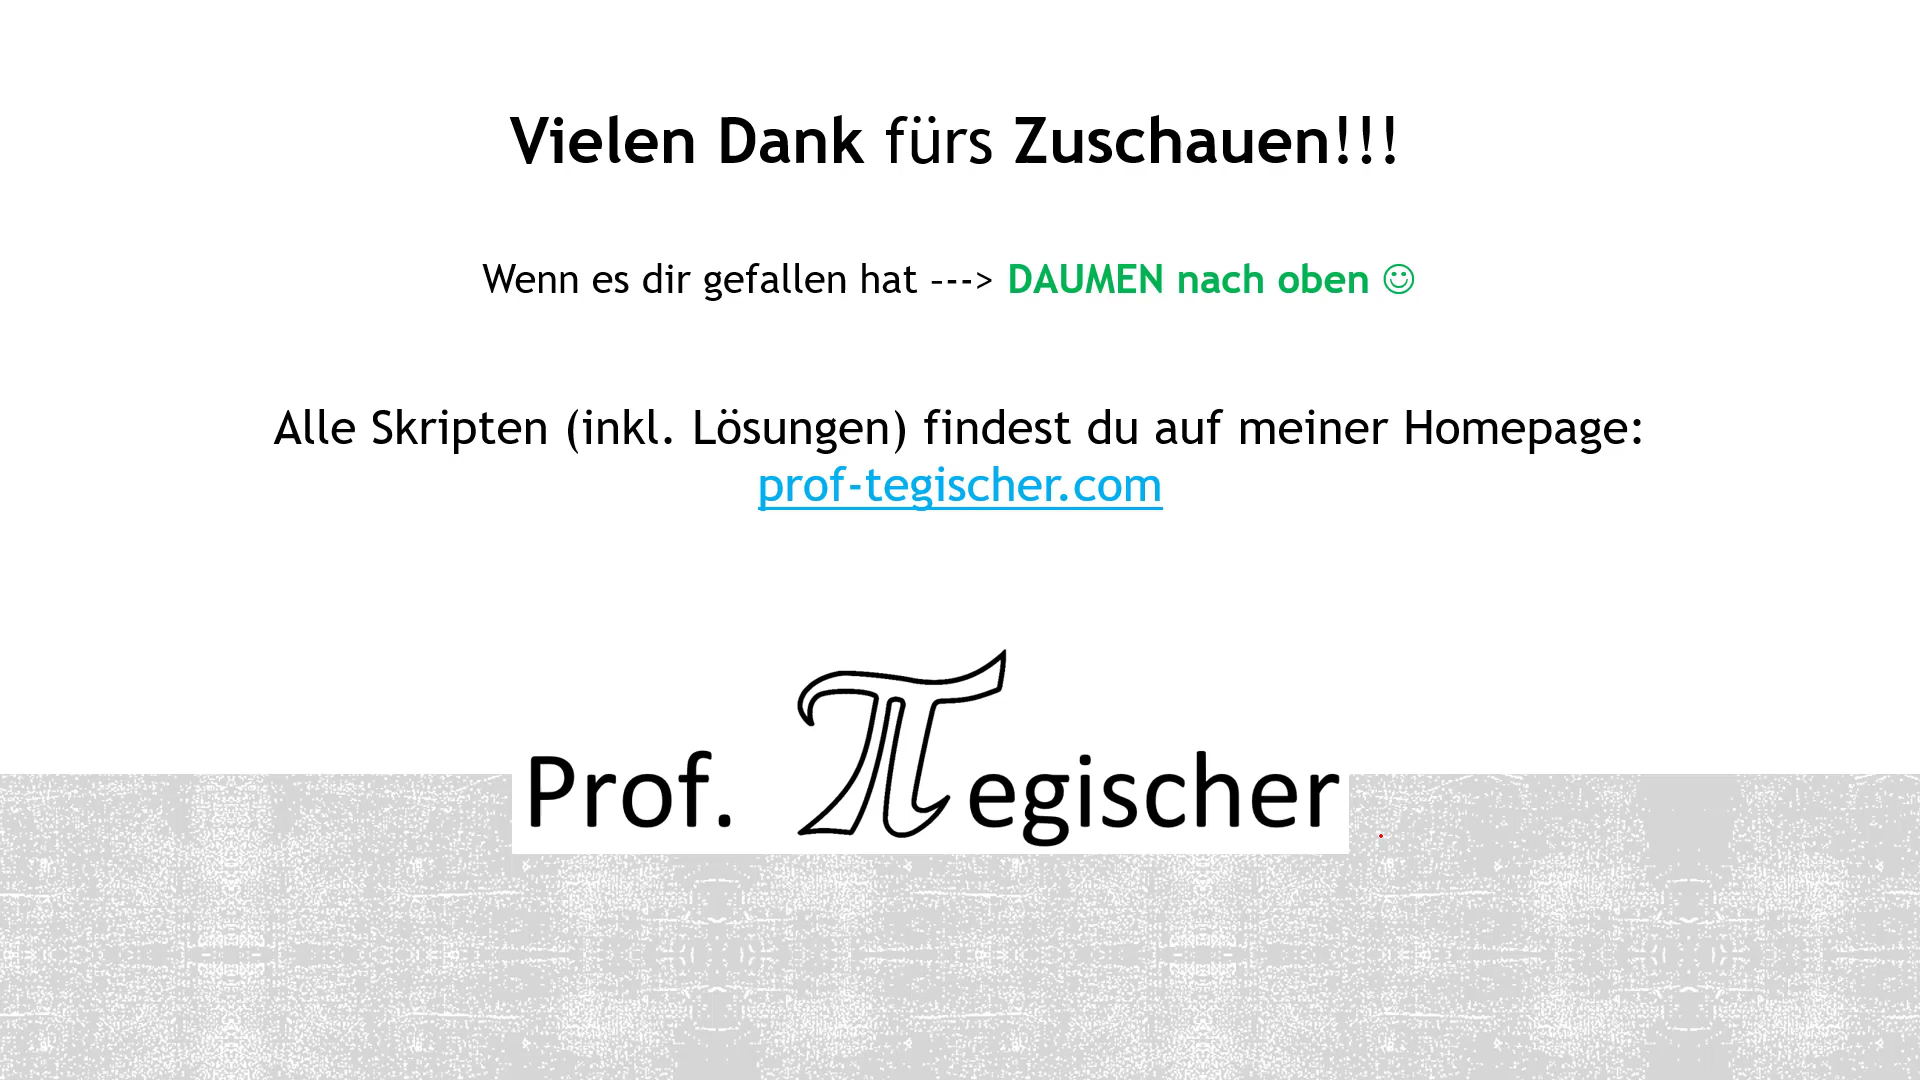 Vielen Dank fürs Zuschauen!!!
Wenn es dir gefallen hat ---> DAUMEN nach oben ☺
Alle Skripten (inkl. Lösungen) findest du auf meiner Homepage:
prof-tegischer.com
Prof. πegischer